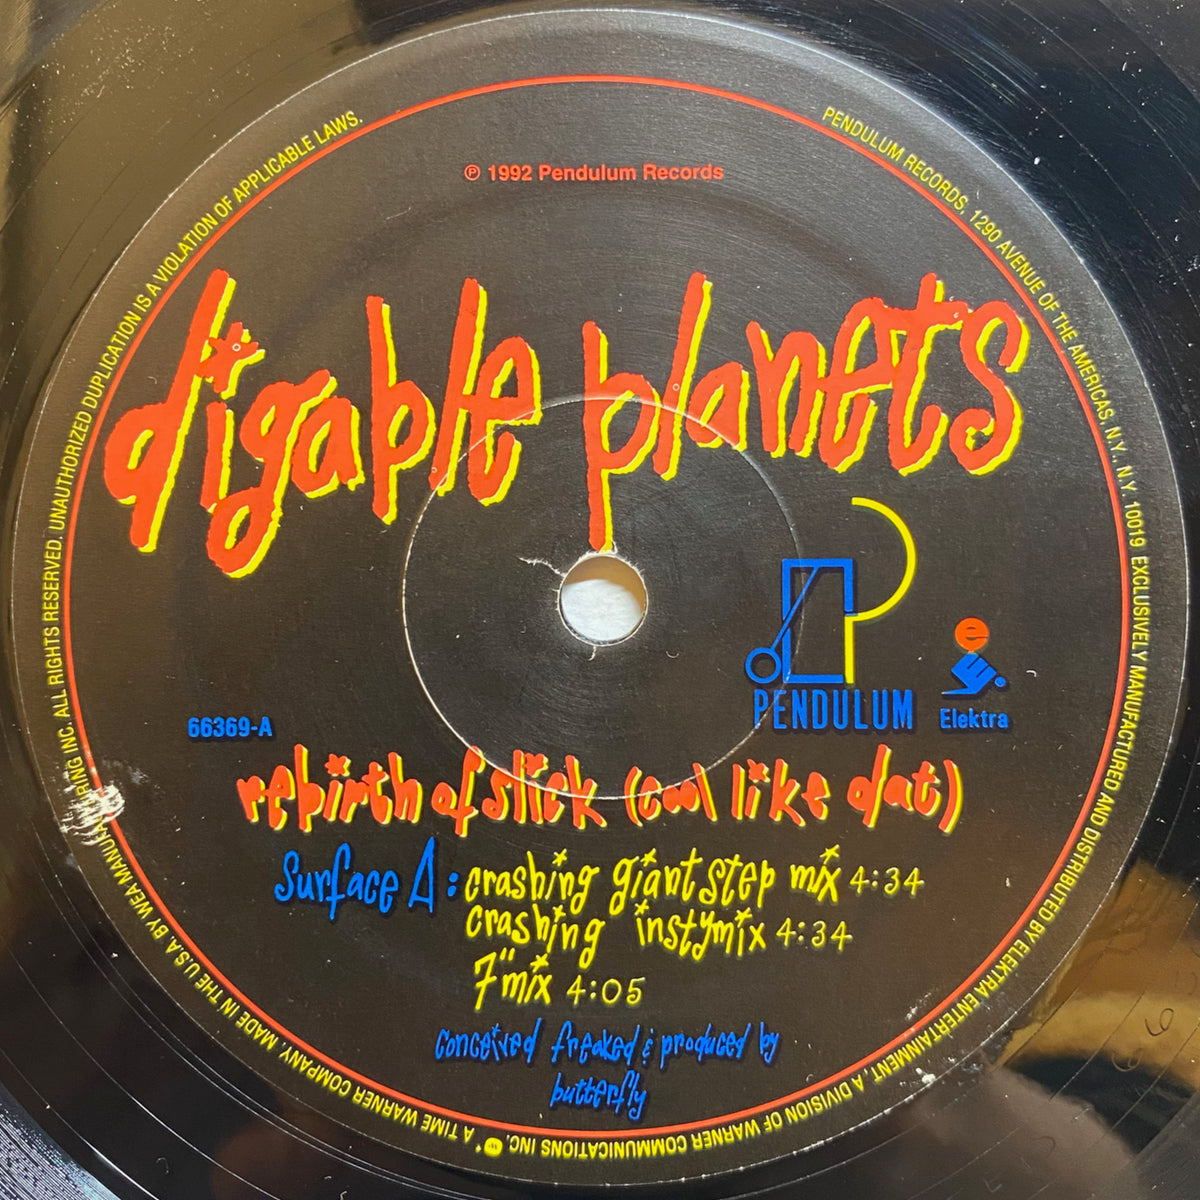 ℗ 1992 Pendulum Records
digable planets
PENDULUM
e
Elektra
66369-A
rebirth of slick (cool like dat)
Surface A: crashing giant step mix 4:34
crashing instymix 4:34
7" mix 4:05
conceived freaked & produced by
butterfly
PENDULUM RECORDS, 1290 AVENUE OF THE AMERICAS, N.Y. N.Y. 10019 EXCLUSIVELY MANUFACTURED AND DISTRIBUTED BY ELEKTRA ENTERTAINMENT, A DIVISION OF WARNER COMMUNICATIONS INC. A TIME WARNER COMPANY. MADE IN THE U.S.A. BY WEA RING INC. ALL RIGHTS RESERVED. UNAUTHORIZED DUPLICATION IS A VIOLATION OF APPLICABLE LAWS.